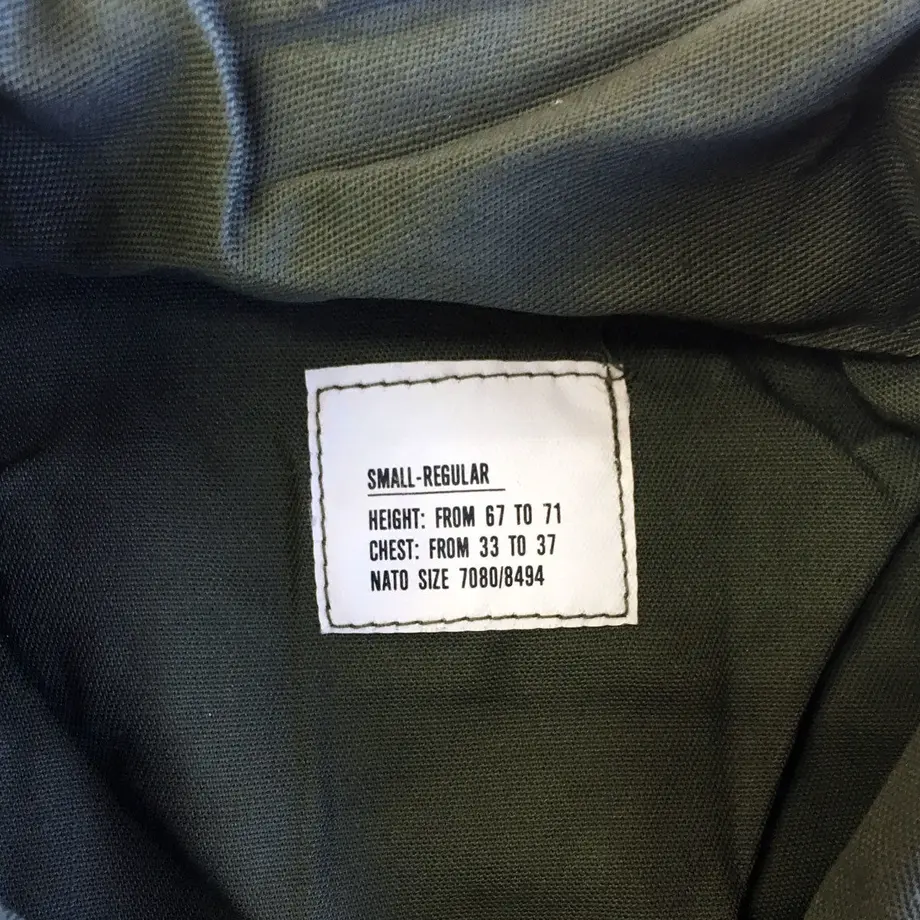 SMALL-REGULAR
HEIGHT: FROM 67 TO 71
CHEST: FROM 33 TO 37
NATO SIZE 7080/8494